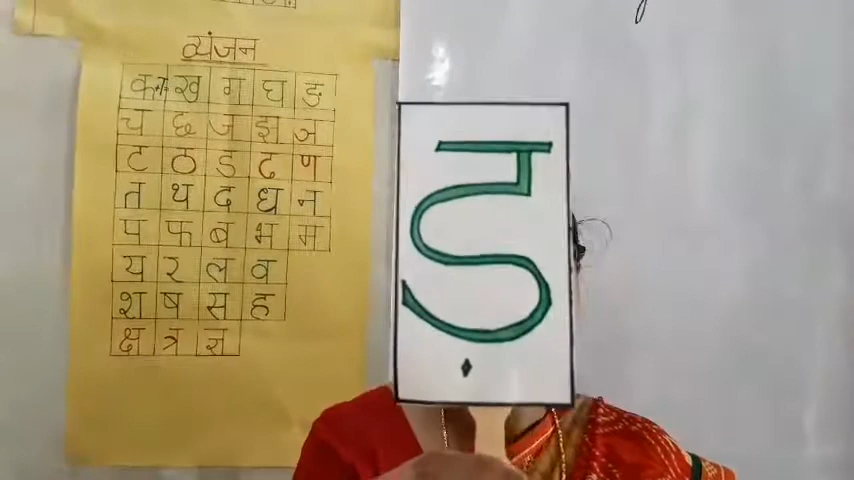 व्यंजन
क ख ग घ ङ
च छ ज झ ञ
ट ठ ड ढ ण
त थ द ध न
प फ ब भ म
य र ल व
श ष स ह
क्ष त्र ज्ञ
ड़